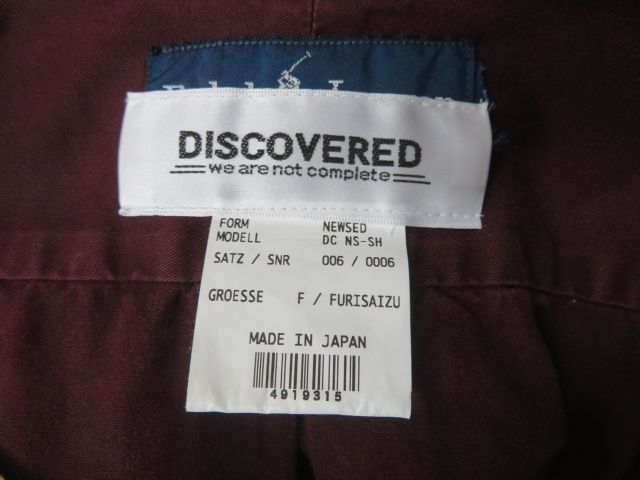 DISCOVERED
we are not complete
FORM NEWSED
MODELL DC NS-SH
SATZ / SNR 006 / 0006
GROESSE F / FURISAIZU
MADE IN JAPAN
4919315